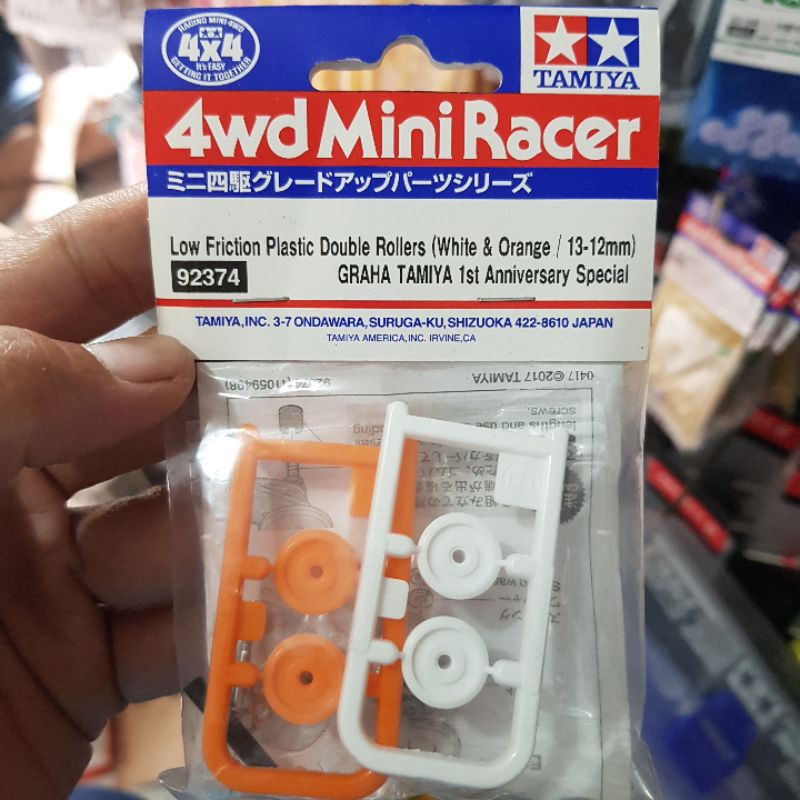 RACING MINI 4WD
4x4
It's EASY
GETTING IT TOGETHER
TAMIYA
4wd Mini Racer
ミニ四駆グレードアップパーツシリーズ
Low Friction Plastic Double Rollers (White & Orange / 13-12mm)
92374
GRAHA TAMIYA 1st Anniversary Special
TAMIYA, INC. 3-7 ONDAWARA, SURUGA-KU, SHIZUOKA 422-8610 JAPAN
TAMIYA AMERICA, INC. IRVINE, CA
0417 ©2017 TAMIYA
screws.